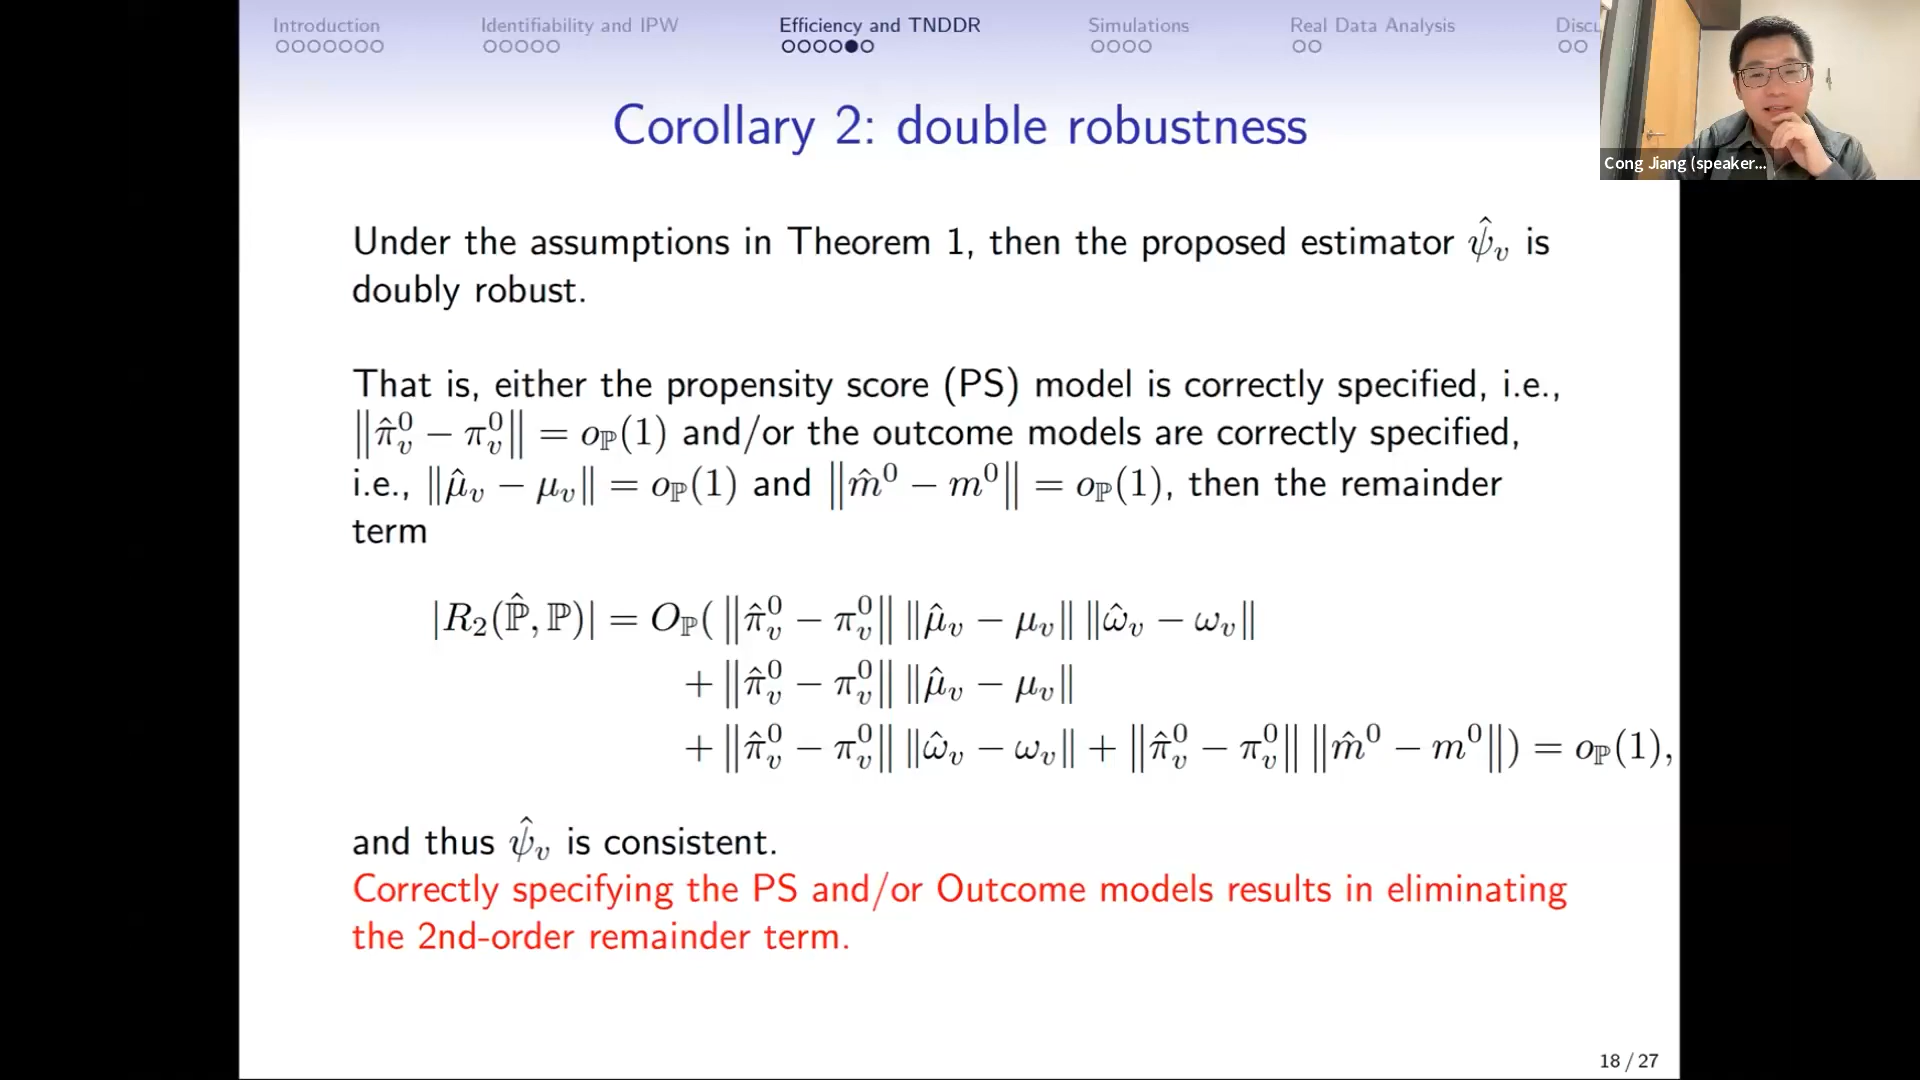 Introduction Identifiability and IPW Efficiency and TNDDR Simulations Real Data Analysis Discu
Cong Jiang (speaker...
Corollary 2: double robustness
Under the assumptions in Theorem 1, then the proposed estimator ψ̂_v is
doubly robust.
That is, either the propensity score (PS) model is correctly specified, i.e.,
‖π̂_v^0 − π_v^0‖ = o_ℙ(1) and/or the outcome models are correctly specified,
i.e., ‖μ̂_v − μ_v‖ = o_ℙ(1) and ‖m̂^0 − m^0‖ = o_ℙ(1), then the remainder
term
|R_2(ℙ̂, ℙ)| = O_ℙ( ‖π̂_v^0 − π_v^0‖ ‖μ̂_v − μ_v‖ ‖ω̂_v − ω_v‖
+ ‖π̂_v^0 − π_v^0‖ ‖μ̂_v − μ_v‖
+ ‖π̂_v^0 − π_v^0‖ ‖ω̂_v − ω_v‖ + ‖π̂_v^0 − π_v^0‖ ‖m̂^0 − m^0‖) = o_ℙ(1),
and thus ψ̂_v is consistent.
Correctly specifying the PS and/or Outcome models results in eliminating
the 2nd-order remainder term.
18 / 27